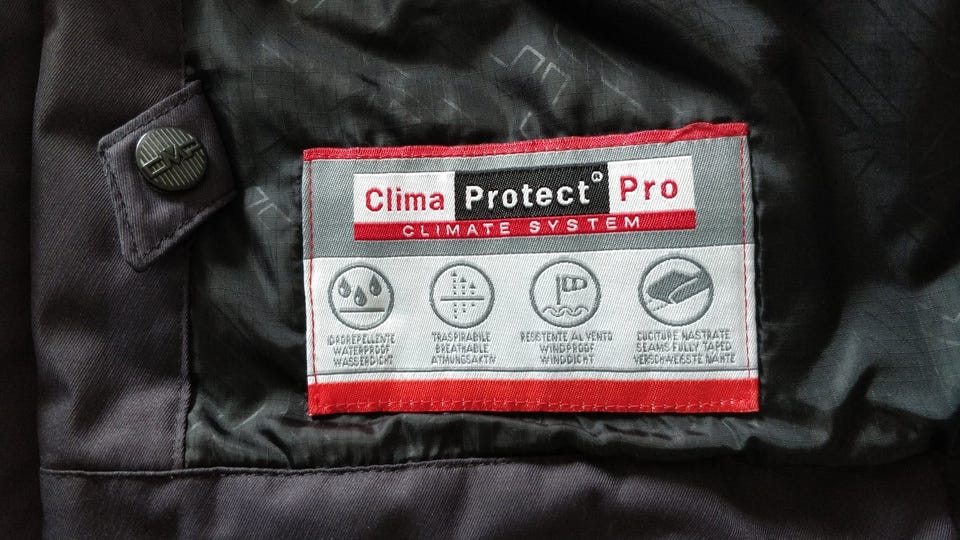 Clima Protect® Pro
CLIMATE SYSTEM
IDROREPELLENTE
WATERPROOF
WASSERDICHT
TRASPIRABILE
BREATHABLE
ATMUNGSAKTIV
RESISTENTE AL VENTO
WINDPROOF
WINDDICHT
CUCITURE NASTRATE
SEAMS FULLY TAPED
VERSCHWEISSTE NÄHTE